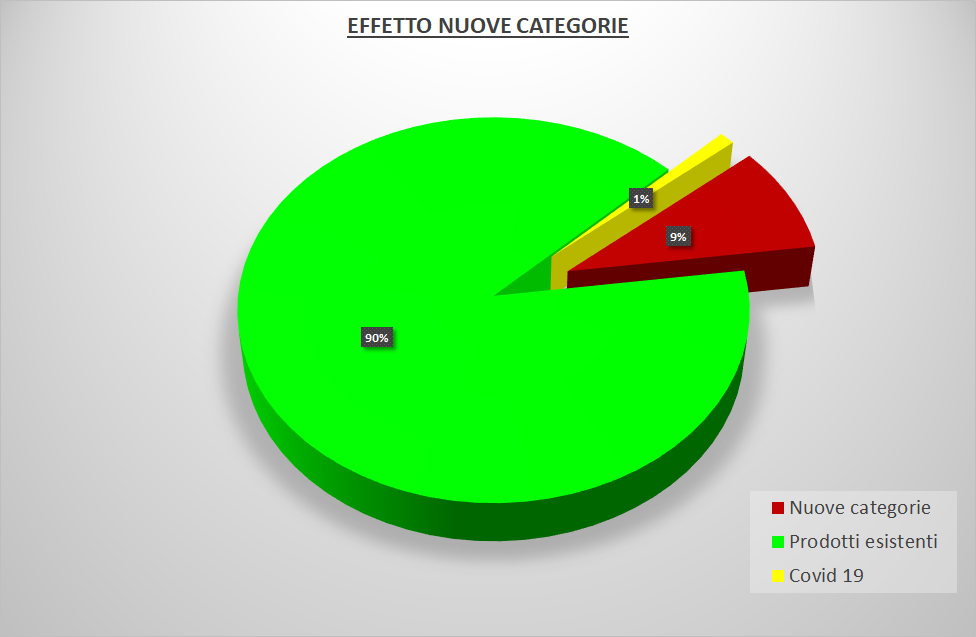 EFFETTO NUOVE CATEGORIE
1%
9%
90%
Nuove categorie
Prodotti esistenti
Covid 19